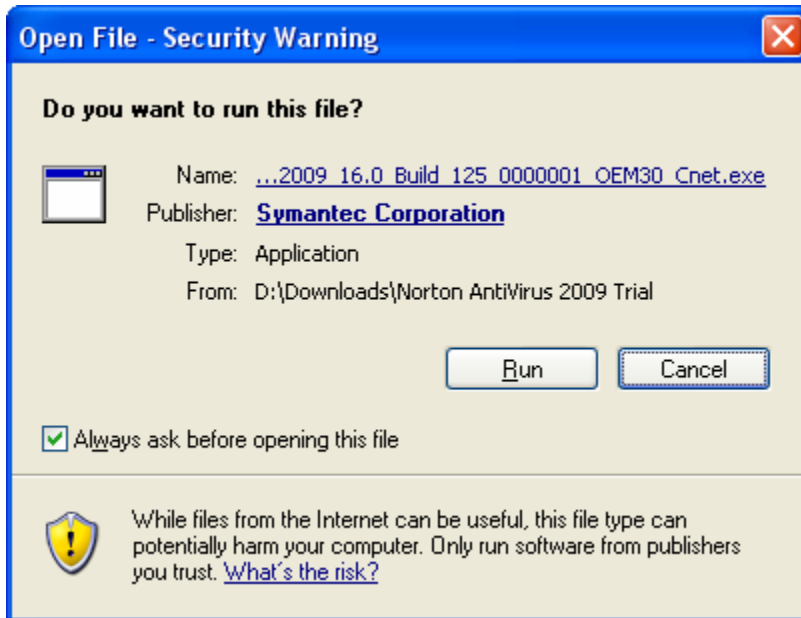 Open File - Security Warning
Do you want to run this file?
Name: ...2009_16.0_Build_125_0000001_OEM30_Cnet.exe
Publisher: Symantec Corporation
Type: Application
From: D:\Downloads\Norton AntiVirus 2009 Trial
Run Cancel
Always ask before opening this file
While files from the Internet can be useful, this file type can
potentially harm your computer. Only run software from publishers
you trust. What's the risk?